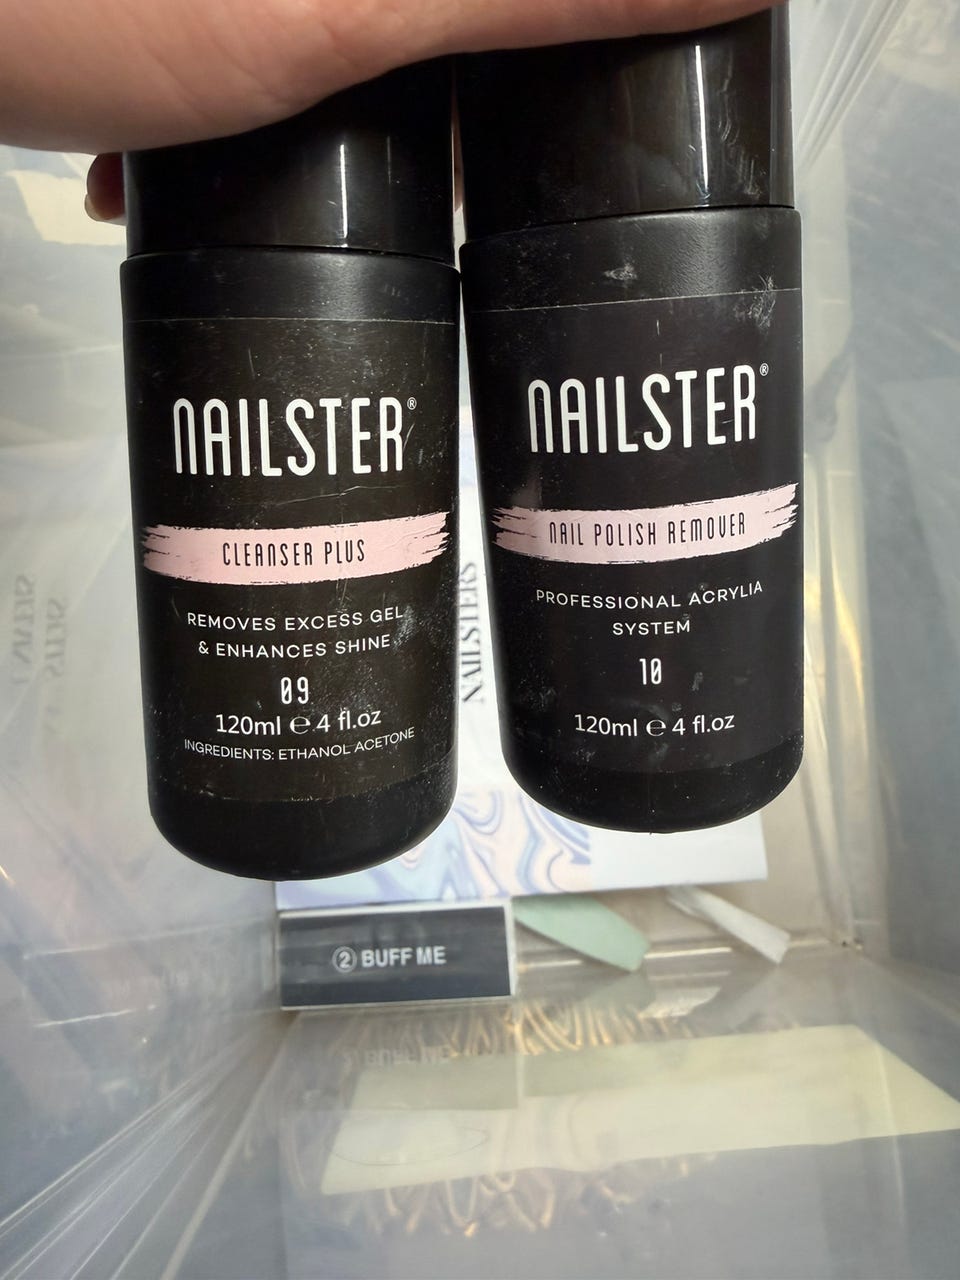 NAILSTER®
CLEANSER PLUS
REMOVES EXCESS GEL
& ENHANCES SHINE
09
120ml ℮ 4 fl.oz
INGREDIENTS: ETHANOL ACETONE
NAILSTER®
NAIL POLISH REMOVER
PROFESSIONAL ACRYLIA
SYSTEM
10
120ml ℮ 4 fl.oz
NAILSTERS
② BUFF ME